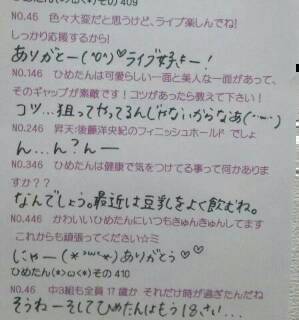 ひめたん(*>ω<*)その 409
NO.46　色々大変だと思うけど、ライブ楽しんでね!
しっかり応援するから!
ありがとー(^o^)♡ライブ好きよー!
NO.146　ひめたんは可愛らしい一面と美人な一面があって、
そのギャップが素敵です！コツがあったら教えて下さい！
コツ…狙ってやってるんじゃないからなあ(・―・)
NO.246　昇天・後藤洋央紀のフィニッシュホールド でしょ
ん…ん?んー
NO.346　ひめたんは健康で気をつけてる事って何かありま
すか??
なんでしょう。最近は豆乳をよく飲むね。
NO.446　かわいいひめたんにいつもきゅんきゅんしてます
これからも頑張ってください☆ミ
じゃー(*´ω`*)ありがとう♡♡
ひめたん(*>ω<*)その 410
NO.46　中3組も全員 17 歳か　それだけ時が過ぎたんだね
そうねーそしてひめたんはもう18さい…